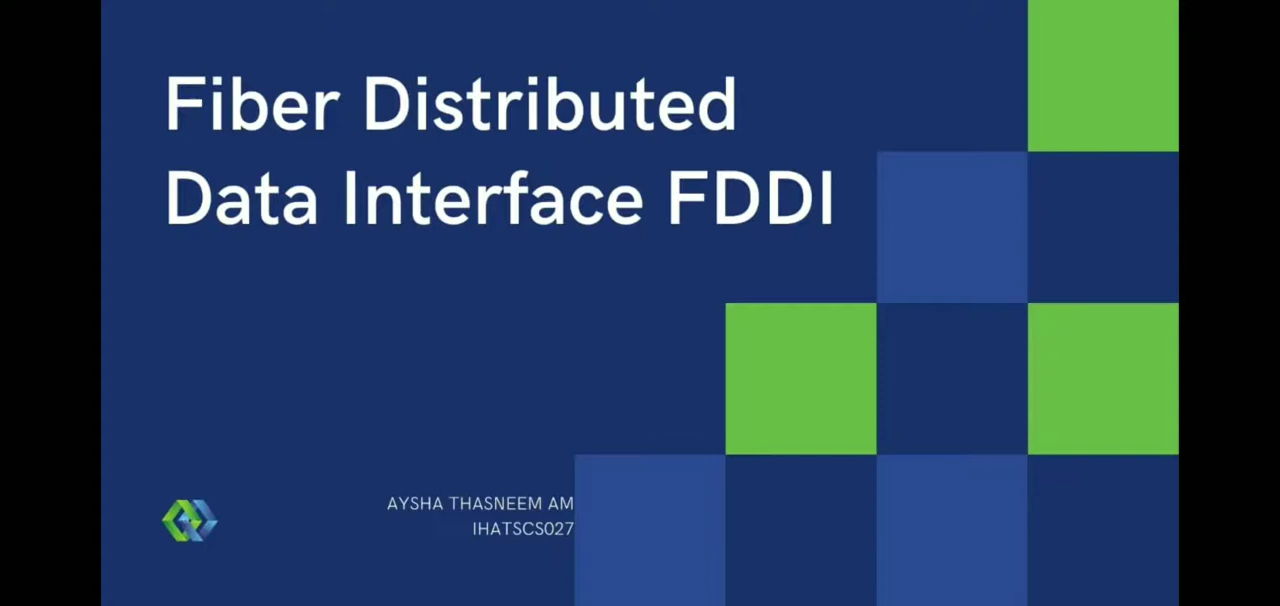 Fiber Distributed
Data Interface FDDI
AYSHA THASNEEM AM
IHATSCS027